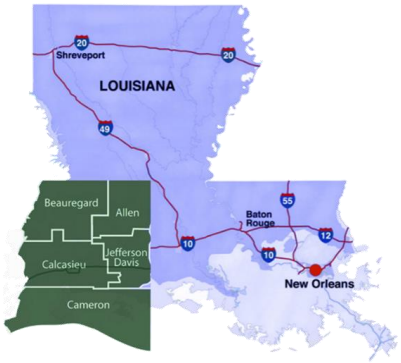 20
20
Shreveport
LOUISIANA
49
Beauregard
Allen
55
Baton
Rouge
12
10
10
Jefferson
Davis
Calcasieu
New Orleans
Cameron